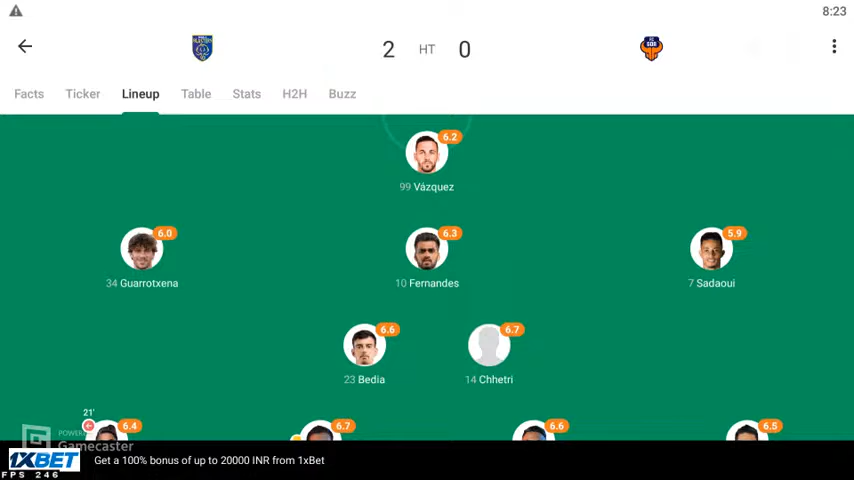 8:23
2 HT 0
Facts Ticker Lineup Table Stats H2H Buzz
6.2
99 Vázquez
6.0 6.3 5.9
34 Guarrotxena 10 Fernandes 7 Sadaoui
6.6 6.7
23 Bedia 14 Chhetri
21'
6.4 6.7 6.6 6.5
POWER
Gamecaster
1XBET Get a 100% bonus of up to 20000 INR from 1xBet
FPS 246